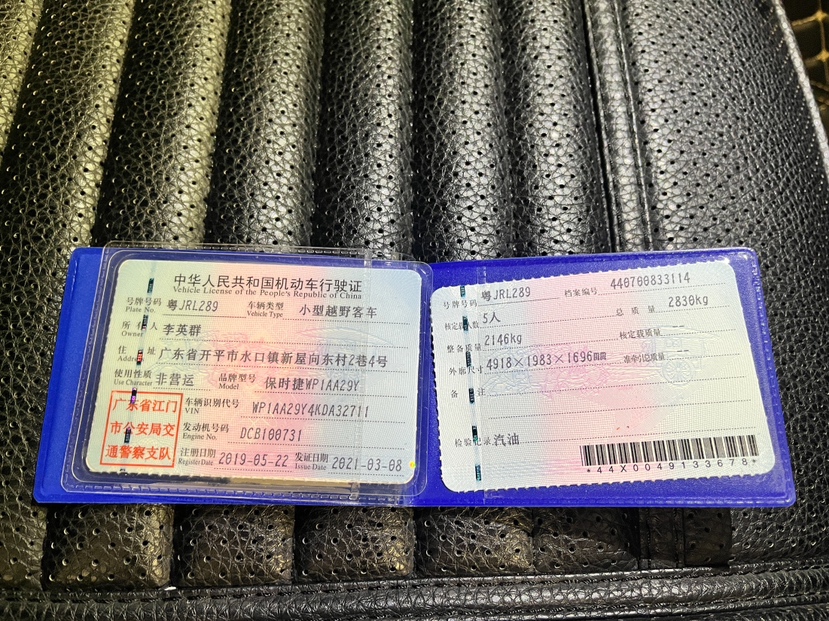 中华人民共和国机动车行驶证
Vehicle License of the People's Republic of China
号牌号码 粤JRL289 车辆类型 小型越野客车
Plate No. Vehicle Type
所有人 李英群
Owner
住址 广东省开平市水口镇新屋向东村2巷4号
Address
使用性质 非营运 品牌型号 保时捷WP1AA29Y
Use Character Model
广东省江门
市公安局交
通警察支队
车辆识别代号 WP1AA29Y4KDA32711
VIN
发动机号码 DCB100731
Engine No.
注册日期 2019-05-22 发证日期 2021-03-08
Register Date Issue Date
号牌号码 粤JRL289 档案编号 440700833114
核定载人数 5人 总质量 2830kg
整备质量 2146kg 核定载质量 --
外廓尺寸 4918×1983×1696mm 准牵引总质量 --
备注
检验记录 汽油
*44X0049133678*